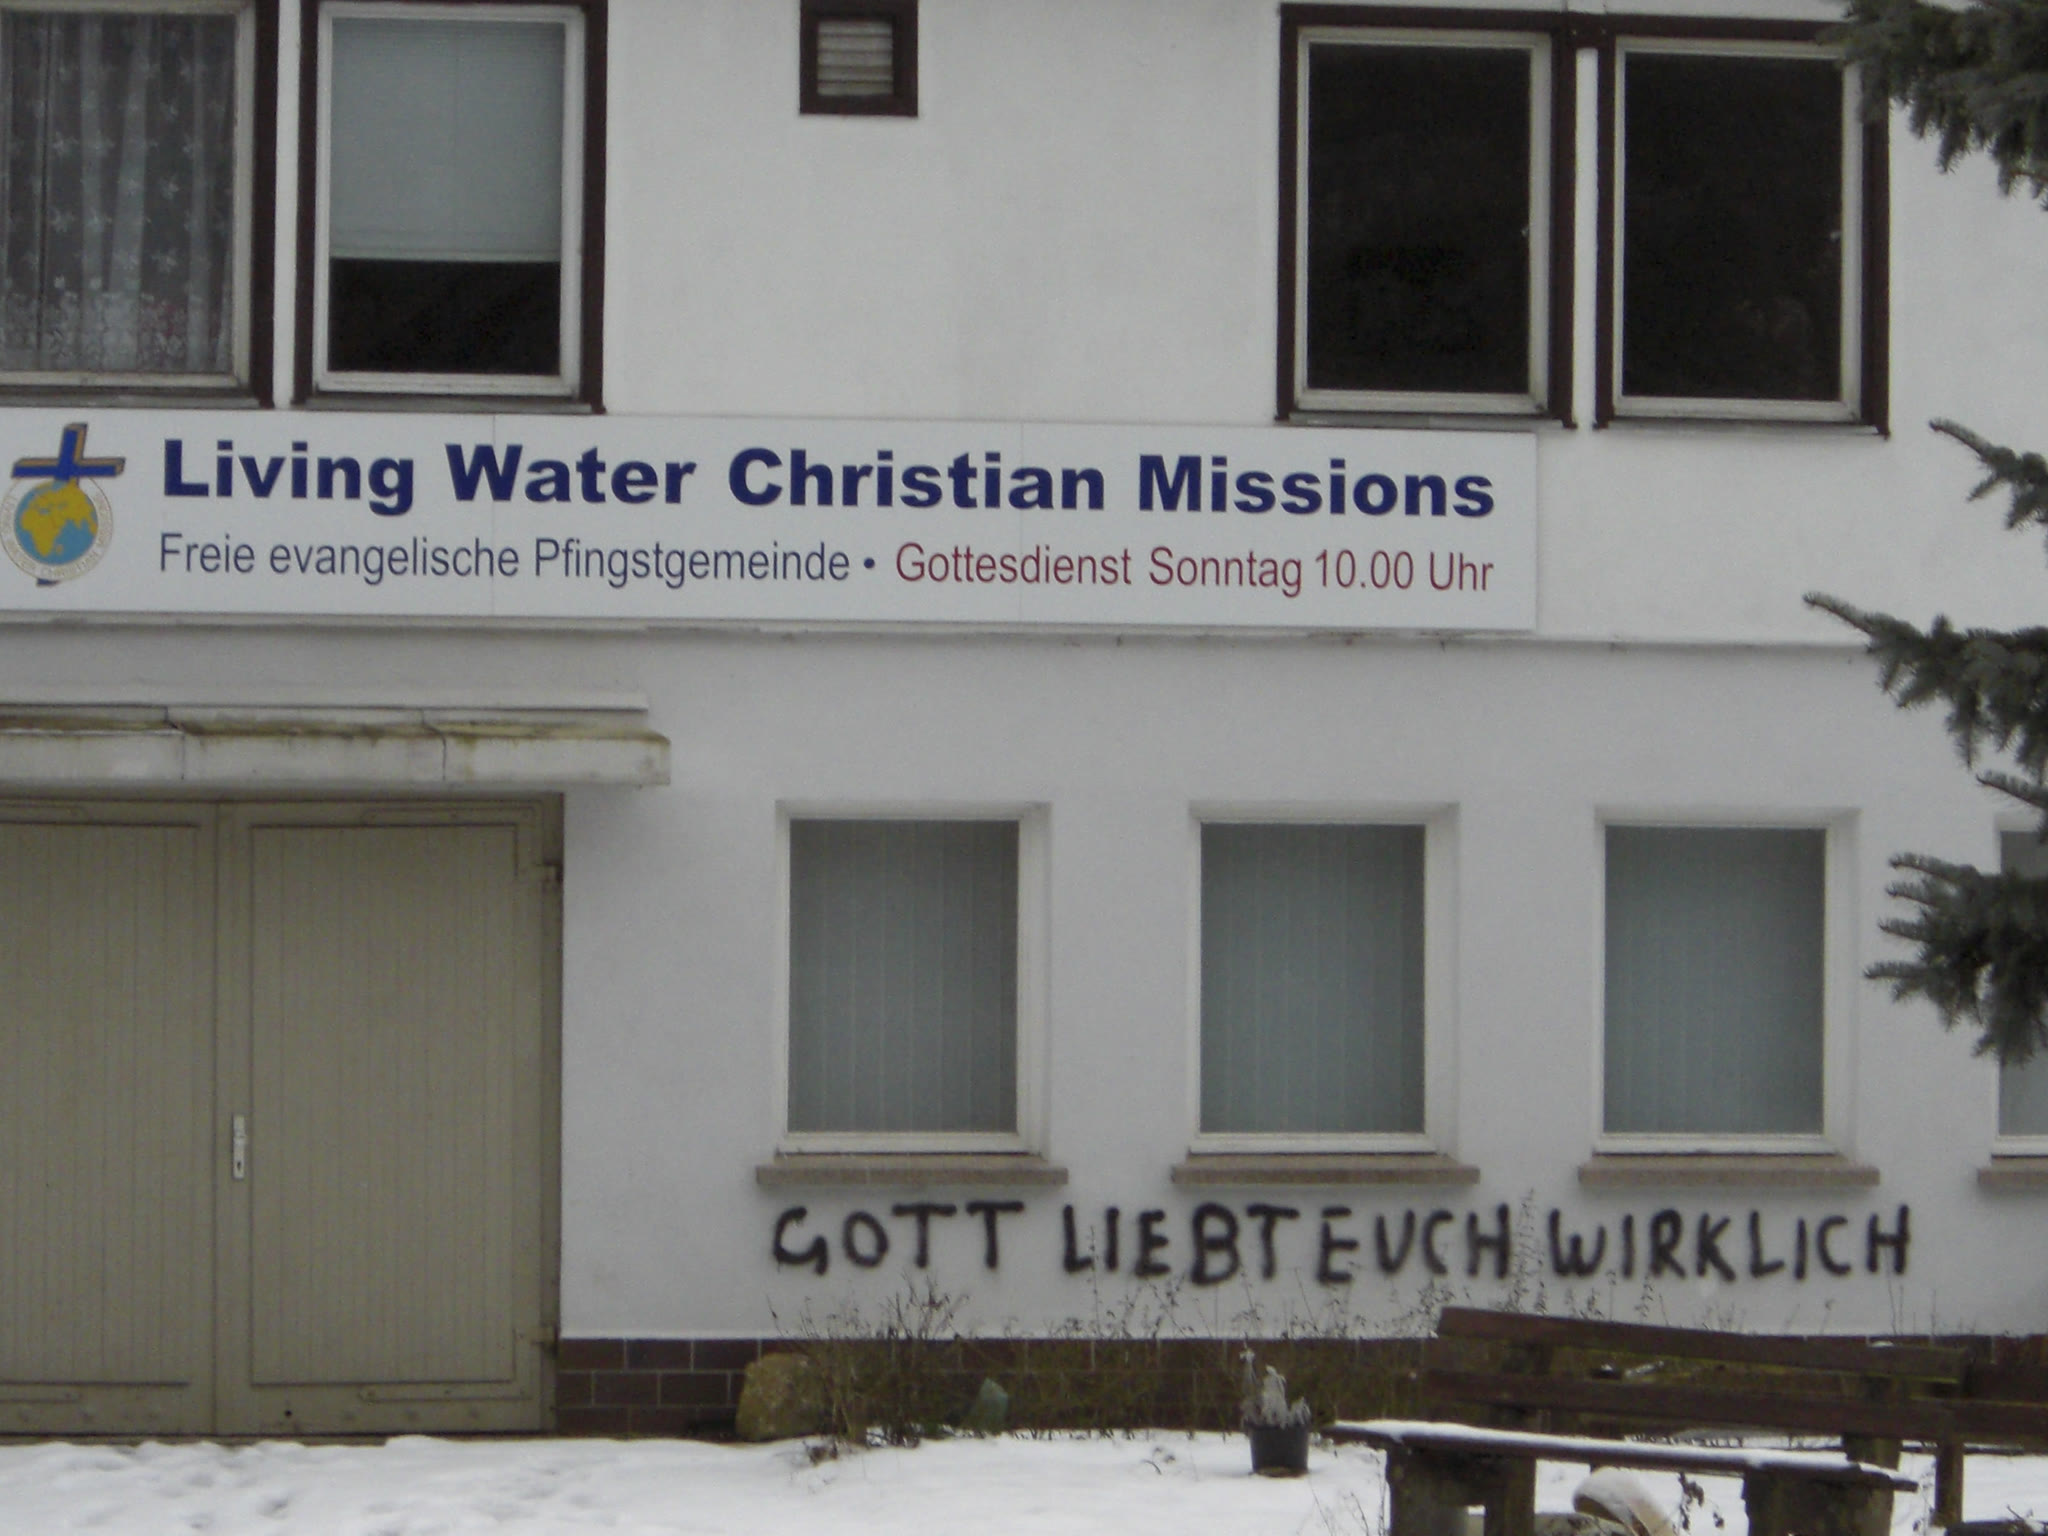 Living Water Christian Missions
Freie evangelische Pfingstgemeinde • Gottesdienst Sonntag 10.00 Uhr
GOTT LIEBT EUCH WIRKLICH